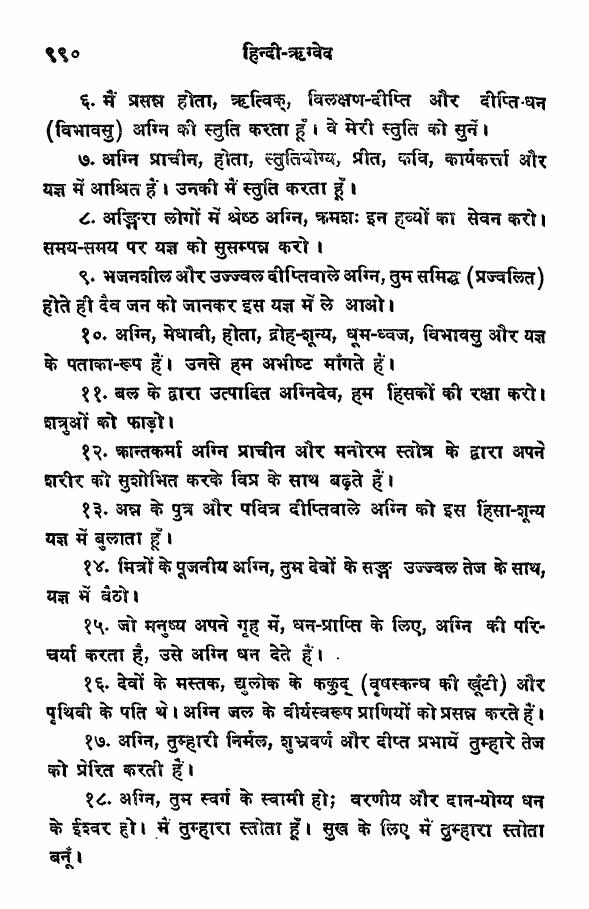 ९९० हिन्दी-ऋग्वेद
६. मैं प्रसन्न होता, ऋत्विक्, विलक्षण-दीप्ति और दीप्ति-धन
(विभावसु) अग्नि की स्तुति करता हूँ। वे मेरी स्तुति को सुनें।
७. अग्नि प्राचीन, होता, स्तुतियोग्य, प्रीत, कवि, कार्यकर्त्ता और
यज्ञ में आश्रित हैं। उनकी मैं स्तुति करता हूँ।
८. अङ्गिरा लोगों में श्रेष्ठ अग्नि, क्रमशः इन हव्यों का सेवन करो।
समय-समय पर यज्ञ को सुसम्पन्न करो।
९. भजनशील और उज्ज्वल दीप्तिवाले अग्नि, तुम समिद्ध (प्रज्वलित)
होते ही दैव जन को जानकर इस यज्ञ में ले आओ।
१०. अग्नि, मेधावी, होता, द्रोह-शून्य, धूम-ध्वज, विभावसु और यज्ञ
के पताका-रूप हैं। उनसे हम अभीष्ट माँगते हैं।
११. बल के द्वारा उत्पादित अग्निदेव, हम हिंसकों की रक्षा करो।
शत्रुओं को फाड़ो।
१२. क्रान्तकर्मा अग्नि प्राचीन और मनोरम स्तोत्र के द्वारा अपने
शरीर को सुशोभित करके विप्र के साथ बढ़ते हैं।
१३. अन्न के पुत्र और पवित्र दीप्तिवाले अग्नि को इस हिंसा-शून्य
यज्ञ में बुलाता हूँ।
१४. मित्रों के पूजनीय अग्नि, तुम देवों के सङ्ग उज्ज्वल तेज के साथ,
यज्ञ में बैठो।
१५. जो मनुष्य अपने गृह में, धन-प्राप्ति के लिए, अग्नि की परि-
चर्या करता है, उसे अग्नि धन देते हैं।
१६. देवों के मस्तक, द्युलोक के ककुद् (वृषस्कन्ध की खूँटी) और
पृथिवी के पति थे। अग्नि जल के वीर्यस्वरूप प्राणियों को प्रसन्न करते हैं।
१७. अग्नि, तुम्हारी निर्मल, शुभ्रवर्ण और दीप्त प्रभायें तुम्हारे तेज
को प्रेरित करती हैं।
१८. अग्नि, तुम स्वर्ग के स्वामी हो; वरणीय और दान-योग्य धन
के ईश्वर हो। मैं तुम्हारा स्तोता हूँ। सुख के लिए मैं तुम्हारा स्तोता
बनूँ।